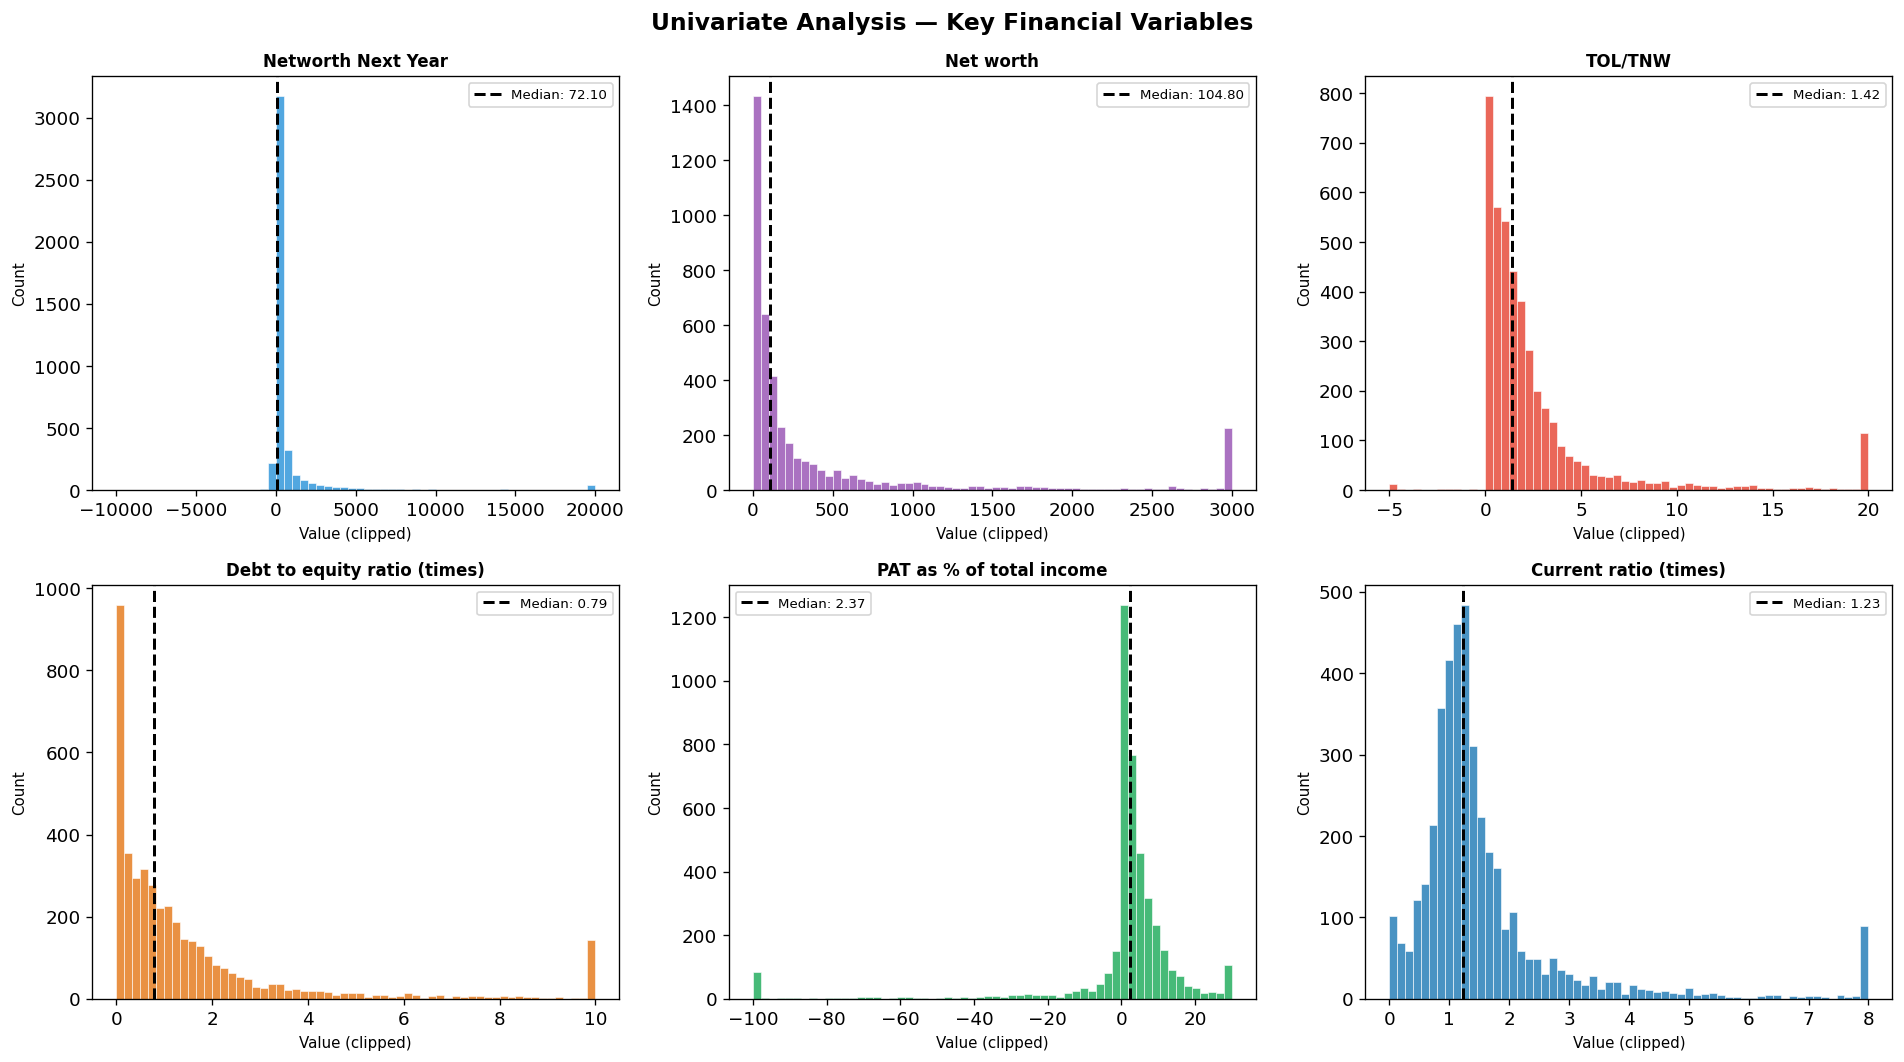 Univariate Analysis — Key Financial Variables
Networth Next Year
Median: 72.10
Count
3000
2500
2000
1500
1000
500
0
−10000 −5000 0 5000 10000 15000 20000
Value (clipped)
Net worth
Median: 104.80
Count
1400
1200
1000
800
600
400
200
0
0 500 1000 1500 2000 2500 3000
Value (clipped)
TOL/TNW
Median: 1.42
Count
800
700
600
500
400
300
200
100
0
−5 0 5 10 15 20
Value (clipped)
Debt to equity ratio (times)
Median: 0.79
Count
1000
800
600
400
200
0
0 2 4 6 8 10
Value (clipped)
PAT as % of total income
Median: 2.37
Count
1200
1000
800
600
400
200
0
−100 −80 −60 −40 −20 0 20
Value (clipped)
Current ratio (times)
Median: 1.23
Count
500
400
300
200
100
0
0 1 2 3 4 5 6 7 8
Value (clipped)